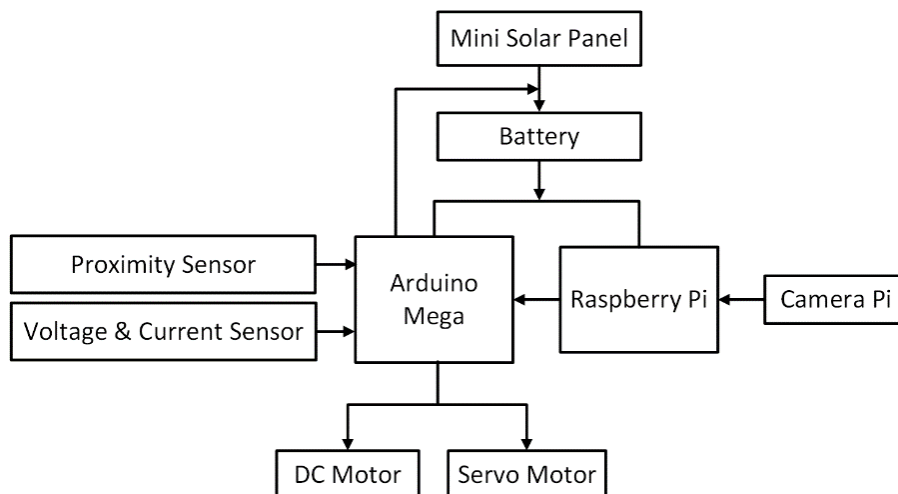 Mini Solar Panel
Battery
Proximity Sensor
Voltage & Current Sensor
Arduino
Mega
Raspberry Pi
Camera Pi
DC Motor
Servo Motor